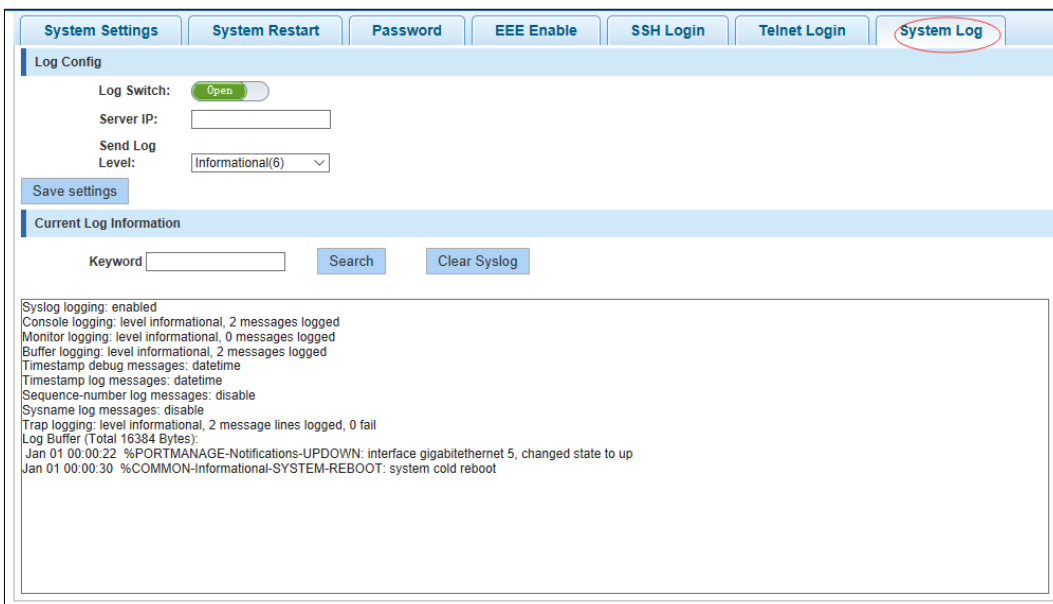 System Settings System Restart Password EEE Enable SSH Login Telnet Login System Log
Log Config
Log Switch: Open
Server IP:
Send Log
Level: Informational(6)
Save settings
Current Log Information
Keyword Search Clear Syslog
Syslog logging: enabled
Console logging: level informational, 2 messages logged
Monitor logging: level informational, 0 messages logged
Buffer logging: level informational, 2 messages logged
Timestamp debug messages: datetime
Timestamp log messages: datetime
Sequence-number log messages: disable
Sysname log messages: disable
Trap logging: level informational, 2 message lines logged, 0 fail
Log Buffer (Total 16384 Bytes):
Jan 01 00:00:22 %PORTMANAGE-Notifications-UPDOWN: interface gigabitethernet 5, changed state to up
Jan 01 00:00:30 %COMMON-Informational-SYSTEM-REBOOT: system cold reboot